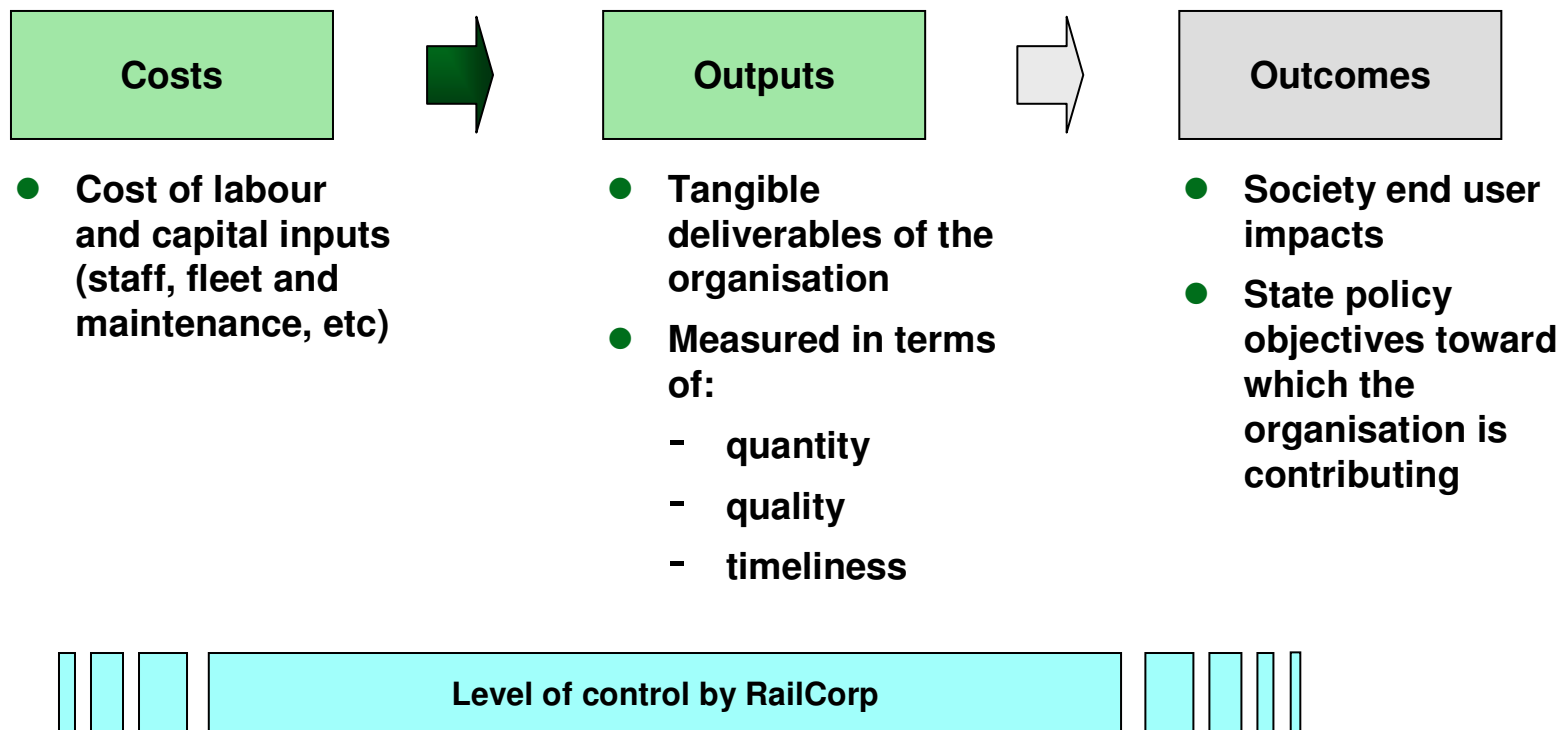 Costs
Outputs
Outcomes
● Cost of labour
and capital inputs
(staff, fleet and
maintenance, etc)
● Tangible
deliverables of the
organisation
● Measured in terms
of:
- quantity
- quality
- timeliness
● Society end user
impacts
● State policy
objectives toward
which the
organisation is
contributing
Level of control by RailCorp